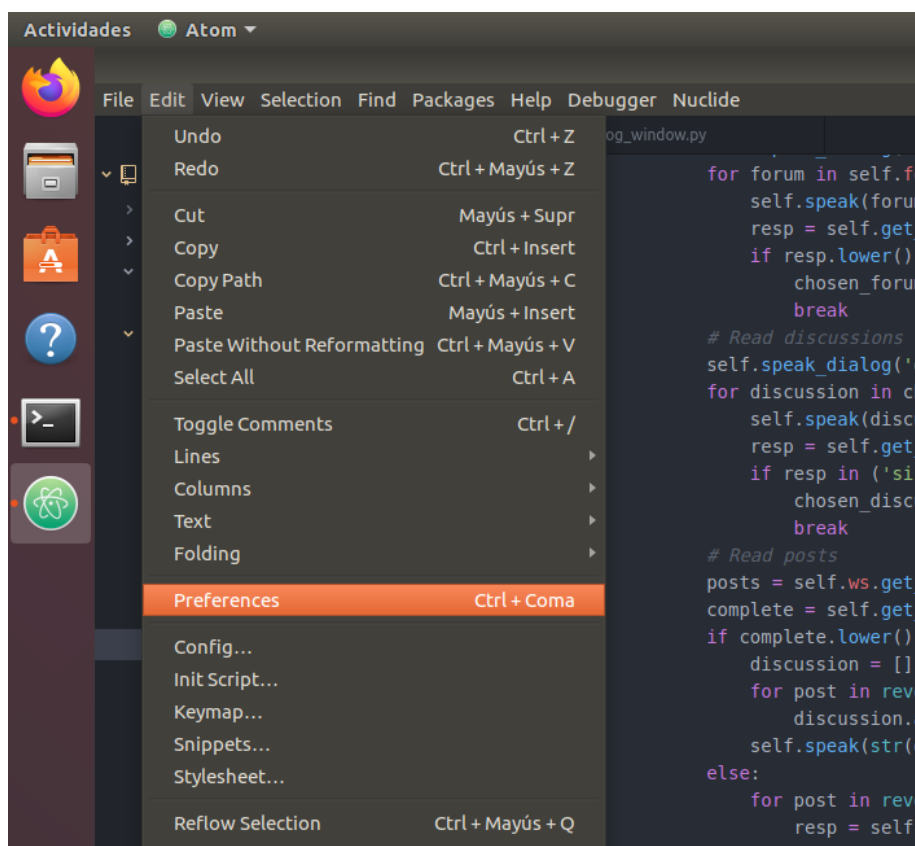 Actividades Atom
File Edit View Selection Find Packages Help Debugger Nuclide
Undo Ctrl + Z
Redo Ctrl + Mayús + Z
Cut Mayús + Supr
Copy Ctrl + Insert
Copy Path Ctrl + Mayús + C
Paste Mayús + Insert
Paste Without Reformatting Ctrl + Mayús + V
Select All Ctrl + A
Toggle Comments Ctrl + /
Lines
Columns
Text
Folding
Preferences Ctrl + Coma
Config...
Init Script...
Keymap...
Snippets...
Stylesheet...
Reflow Selection Ctrl + Mayús + Q
og_window.py
for forum in self.f
self.speak(foru
resp = self.get
if resp.lower()
chosen_foru
break
# Read discussions
self.speak_dialog('
for discussion in c
self.speak(disc
resp = self.get
if resp in ('si
chosen_disc
break
# Read posts
posts = self.ws.get
complete = self.get
if complete.lower()
discussion = []
for post in rev
discussion.
self.speak(str(
else:
for post in rev
resp = self